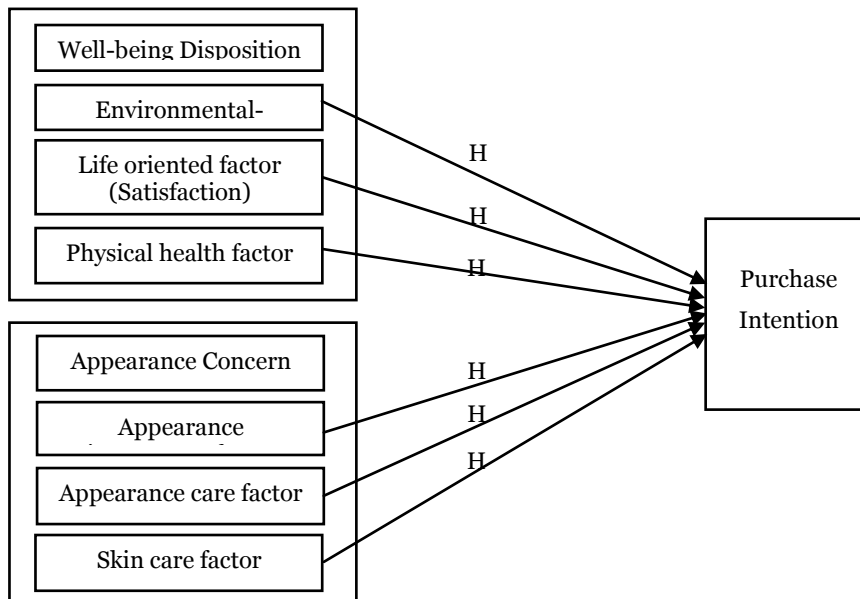 Well-being Disposition
Environmental-
H
Life oriented factor
(Satisfaction)
H
Physical health factor
H
Purchase
Intention
Appearance Concern
H
Appearance
H
Appearance care factor
H
Skin care factor